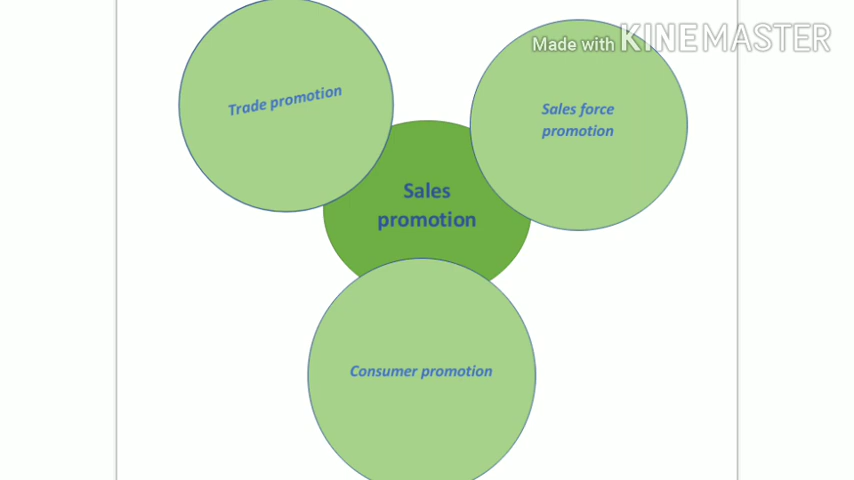 Made with KINEMASTER
Trade promotion
Sales force
promotion
Sales
promotion
Consumer promotion